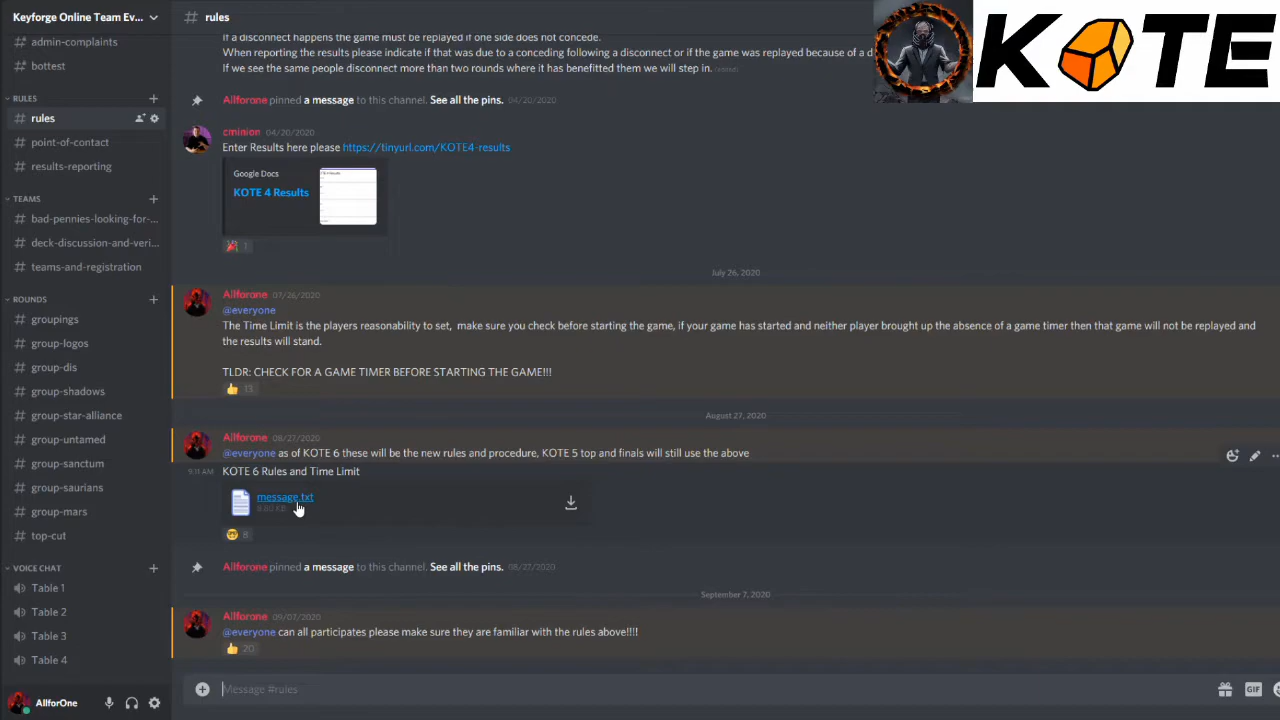 Keyforge Online Team Ev...
admin-complaints
bottest
RULES
rules
point-of-contact
results-reporting
TEAMS
bad-pennies-looking-for-...
deck-discussion-and-veri...
teams-and-registration
ROUNDS
groupings
group-logos
group-dis
group-shadows
group-star-alliance
group-untamed
group-sanctum
group-saurians
group-mars
top-cut
VOICE CHAT
Table 1
Table 2
Table 3
Table 4
AllforOne
# rules
KOTE
If a disconnect happens the game must be replayed if one side does not concede.
When reporting the results please indicate if that was due to a conceding following a disconnect or if the game was replayed because of a d
If we see the same people disconnect more than two rounds where it has benefitted them we will step in. (edited)
Allforone pinned a message to this channel. See all the pins. 04/20/2020
cminion 04/20/2020
Enter Results here please https://tinyurl.com/KOTE4-results
Google Docs
KOTE 4 Results
1
July 26, 2020
Allforone 07/26/2020
@everyone
The Time Limit is the players reasonability to set, make sure you check before starting the game, if your game has started and neither player brought up the absence of a game timer then that game will not be replayed and
the results will stand.
TLDR: CHECK FOR A GAME TIMER BEFORE STARTING THE GAME!!!
13
August 27, 2020
Allforone 08/27/2020
@everyone as of KOTE 6 these will be the new rules and procedure, KOTE 5 top and finals will still use the above
9:11 AM KOTE 6 Rules and Time Limit
message.txt
8.80 KB
8
Allforone pinned a message to this channel. See all the pins. 08/27/2020
September 7, 2020
Allforone 09/07/2020
@everyone can all participates please make sure they are familiar with the rules above!!!!
20
Message #rules
GIF